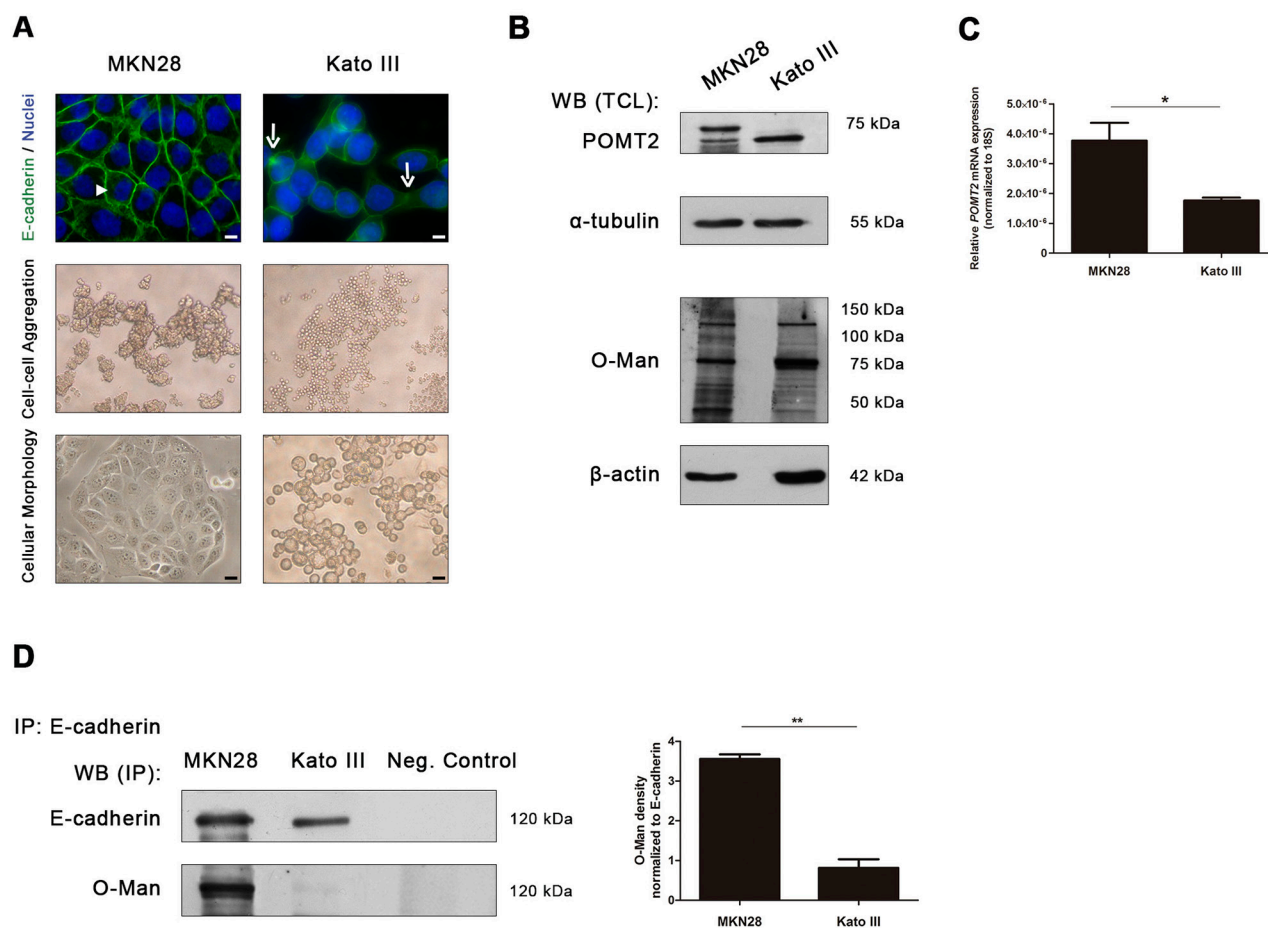 A
MKN28
Kato III
E-cadherin / Nuclei
Cell-cell Aggregation
Cellular Morphology
B
MKN28
Kato III
WB (TCL):
POMT2
75 kDa
α-tubulin
55 kDa
O-Man
150 kDa
100 kDa
75 kDa
50 kDa
β-actin
42 kDa
C
Relative POMT2 mRNA expression
(normalized to 18S)
5.0×10⁻⁶
4.0×10⁻⁶
3.0×10⁻⁶
2.0×10⁻⁶
1.0×10⁻⁶
0
*
MKN28
Kato III
D
IP: E-cadherin
WB (IP):
MKN28
Kato III
Neg. Control
E-cadherin
120 kDa
O-Man
120 kDa
O-Man density
normalized to E-cadherin
4
3
2
1
0
**
MKN28
Kato III